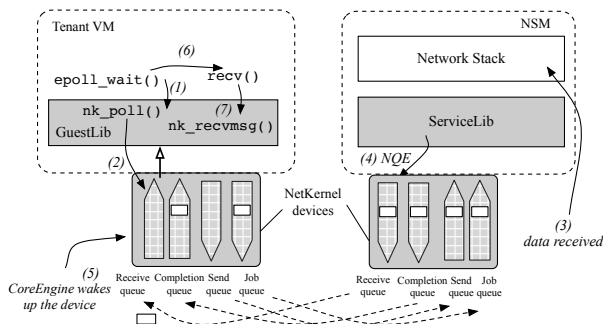 Tenant VM
NSM
(6)
epoll_wait()
recv()
(1)
Network Stack
nk_poll()
(7)
GuestLib
nk_recvmsg()
ServiceLib
(2)
(4) NQE
NetKernel
devices
(3)
data received
(5)
CoreEngine wakes
up the device
Receive
queue
Completion
queue
Send
queue
Job
queue
Receive
queue
Completion
queue
Send
queue
Job
queue